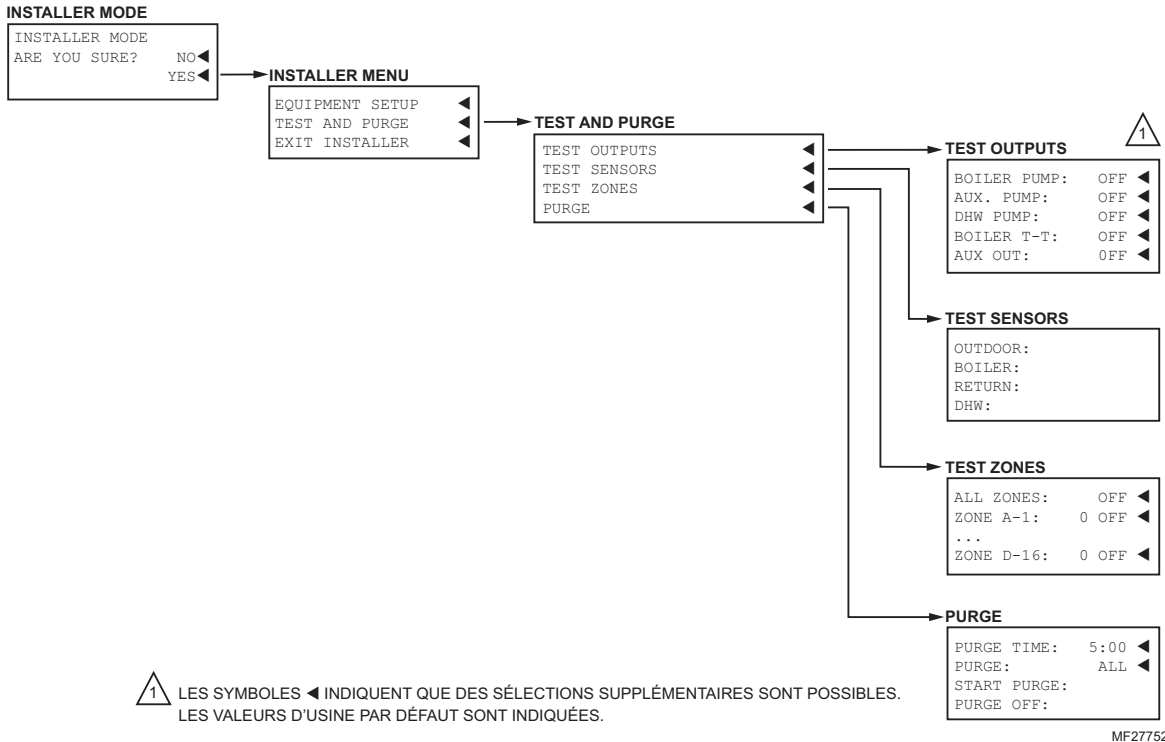 INSTALLER MODE
INSTALLER MODE
ARE YOU SURE? NO◀
YES◀
INSTALLER MENU
EQUIPMENT SETUP ◀
TEST AND PURGE ◀
EXIT INSTALLER ◀
TEST AND PURGE
TEST OUTPUTS ◀
TEST SENSORS ◀
TEST ZONES ◀
PURGE ◀
1
TEST OUTPUTS
BOILER PUMP: OFF ◀
AUX. PUMP: OFF ◀
DHW PUMP: OFF ◀
BOILER T-T: OFF ◀
AUX OUT: 0FF ◀
TEST SENSORS
OUTDOOR:
BOILER:
RETURN:
DHW:
TEST ZONES
ALL ZONES: OFF ◀
ZONE A-1: 0 OFF ◀
...
ZONE D-16: 0 OFF ◀
PURGE
PURGE TIME: 5:00 ◀
PURGE: ALL ◀
START PURGE:
PURGE OFF:
1 LES SYMBOLES ◀ INDIQUENT QUE DES SÉLECTIONS SUPPLÉMENTAIRES SONT POSSIBLES.
LES VALEURS D'USINE PAR DÉFAUT SONT INDIQUÉES.
MF27752